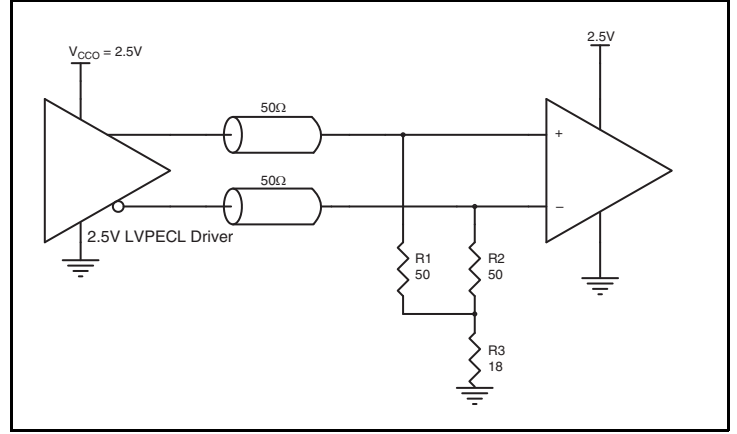 V_CCO = 2.5V
2.5V
50Ω
+
50Ω
–
2.5V LVPECL Driver
R1
50
R2
50
R3
18